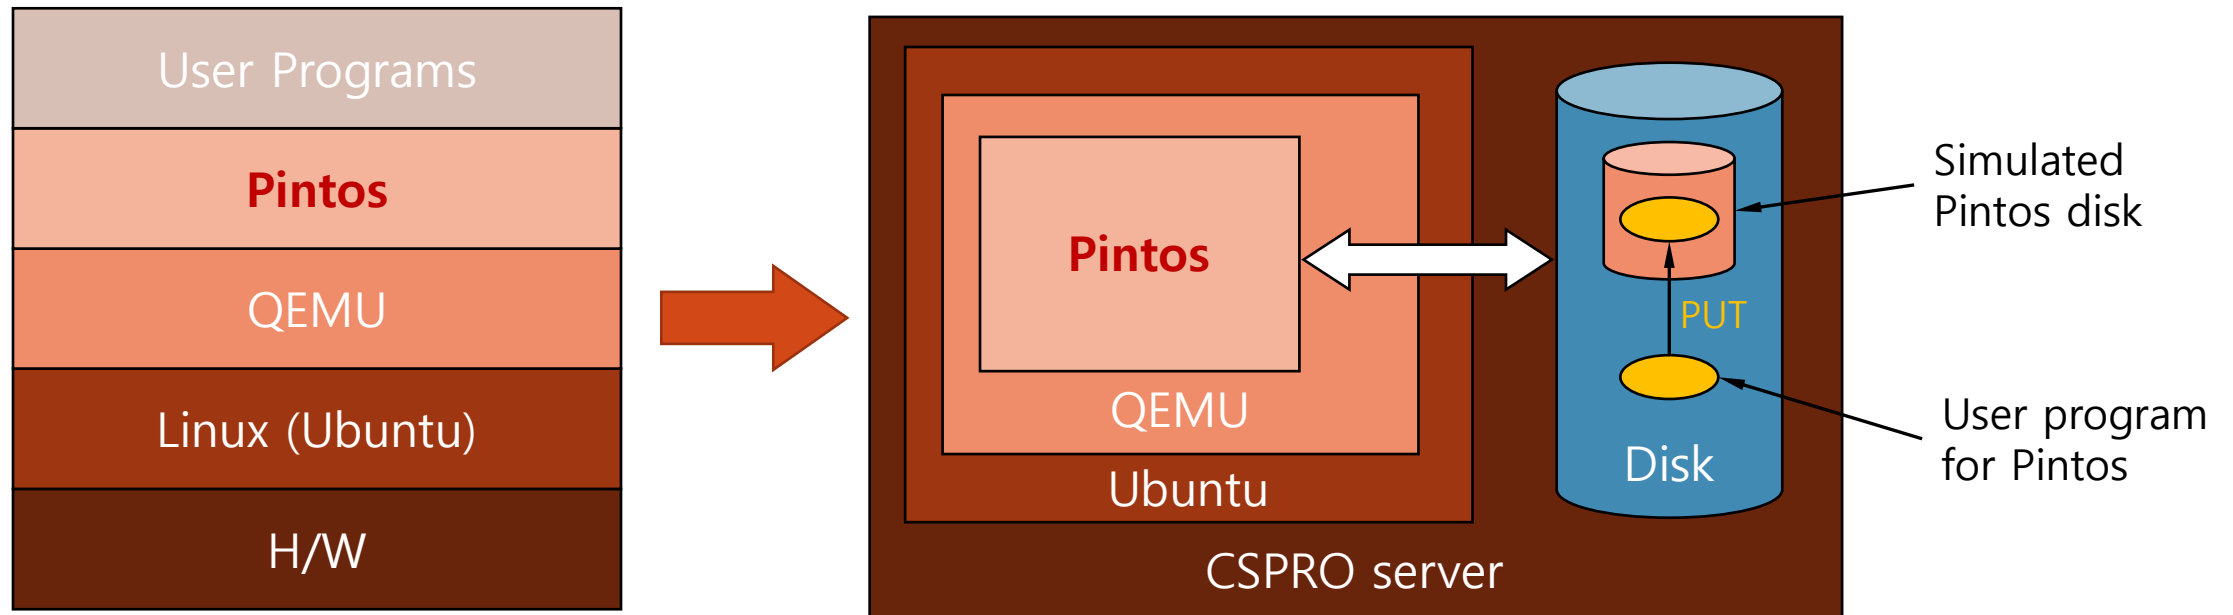 User Programs
Pintos
QEMU
Linux (Ubuntu)
H/W
Pintos
QEMU
Ubuntu
CSPRO server
PUT
Disk
Simulated
Pintos disk
User program
for Pintos